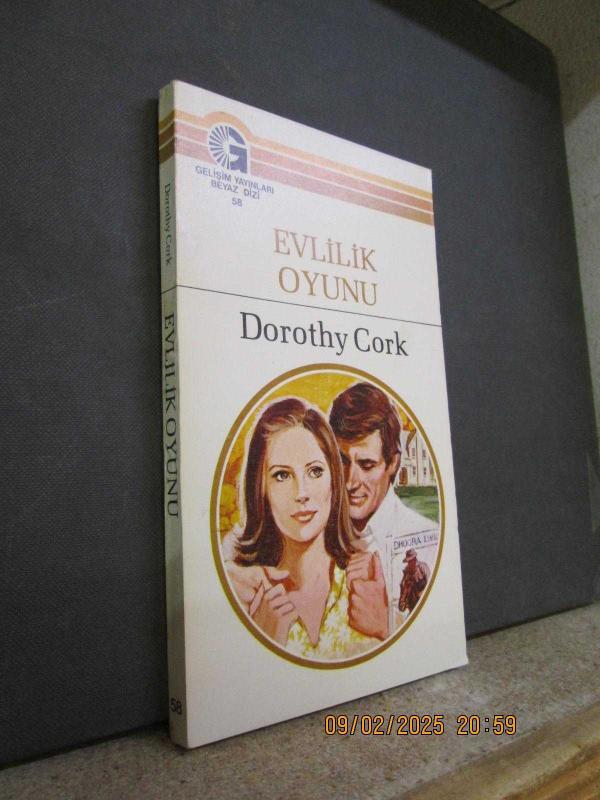 GELİŞİM YAYINLARI
BEYAZ DİZİ
58
EVLİLİK
OYUNU
Dorothy Cork
DHOORA
Dorothy Cork
EVLİLİK OYUNU
58
09/02/2025 20:59